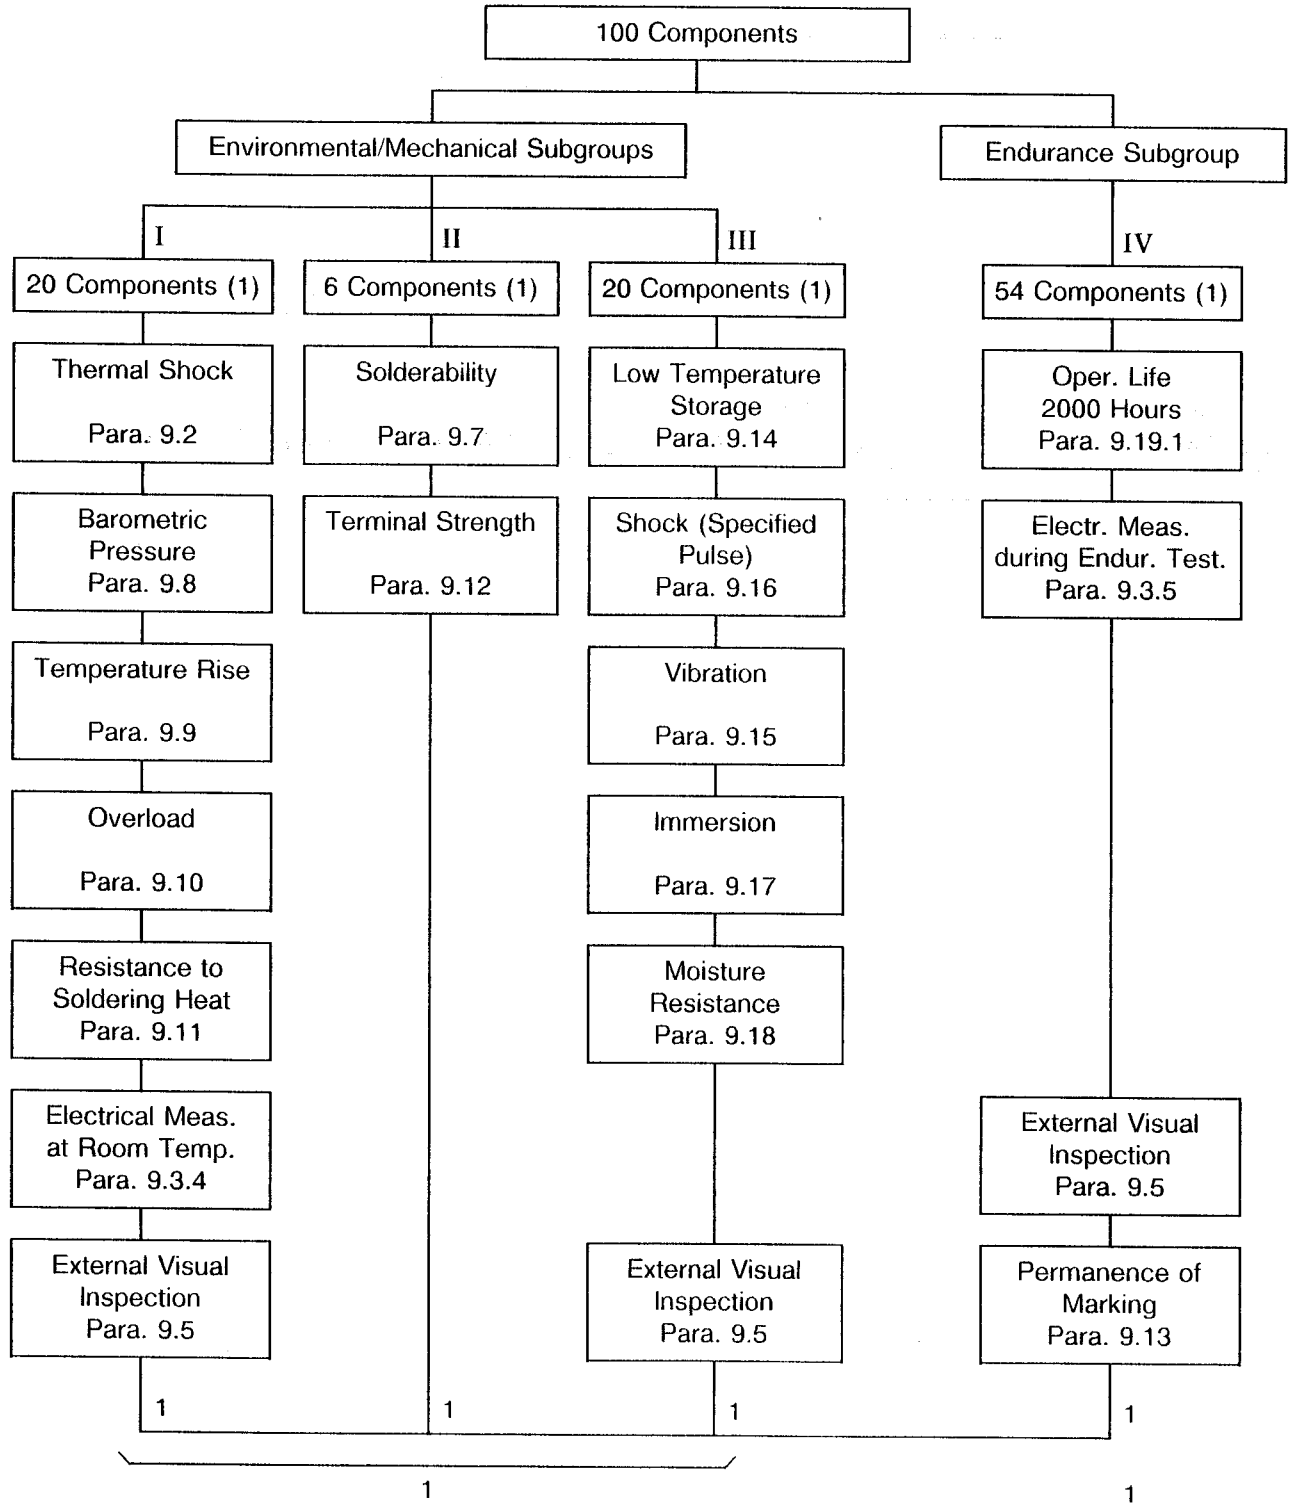 100 Components
Environmental/Mechanical Subgroups
Endurance Subgroup
I
20 Components (1)
Thermal Shock
Para. 9.2
Barometric
Pressure
Para. 9.8
Temperature Rise
Para. 9.9
Overload
Para. 9.10
Resistance to
Soldering Heat
Para. 9.11
Electrical Meas.
at Room Temp.
Para. 9.3.4
External Visual
Inspection
Para. 9.5
1
II
6 Components (1)
Solderability
Para. 9.7
Terminal Strength
Para. 9.12
1
III
20 Components (1)
Low Temperature
Storage
Para. 9.14
Shock (Specified
Pulse)
Para. 9.16
Vibration
Para. 9.15
Immersion
Para. 9.17
Moisture
Resistance
Para. 9.18
External Visual
Inspection
Para. 9.5
1
IV
54 Components (1)
Oper. Life
2000 Hours
Para. 9.19.1
Electr. Meas.
during Endur. Test.
Para. 9.3.5
External Visual
Inspection
Para. 9.5
Permanence of
Marking
Para. 9.13
1
1
1